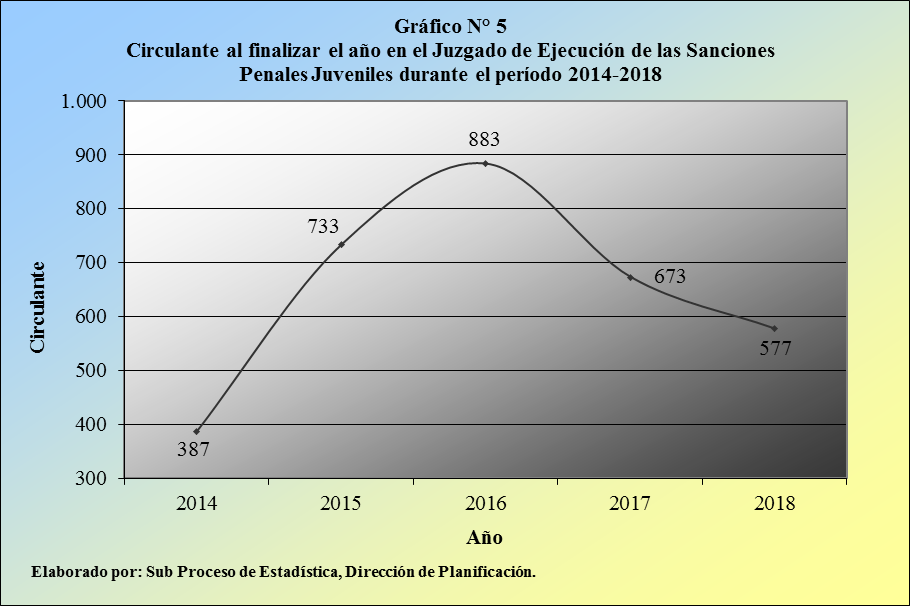 Gráfico N° 5
Circulante al finalizar el año en el Juzgado de Ejecución de las Sanciones
Penales Juveniles durante el período 2014-2018
1.000
900
800
700
600
500
400
300
Circulante
387
733
883
673
577
2014 2015 2016 2017 2018
Año
Elaborado por: Sub Proceso de Estadística, Dirección de Planificación.